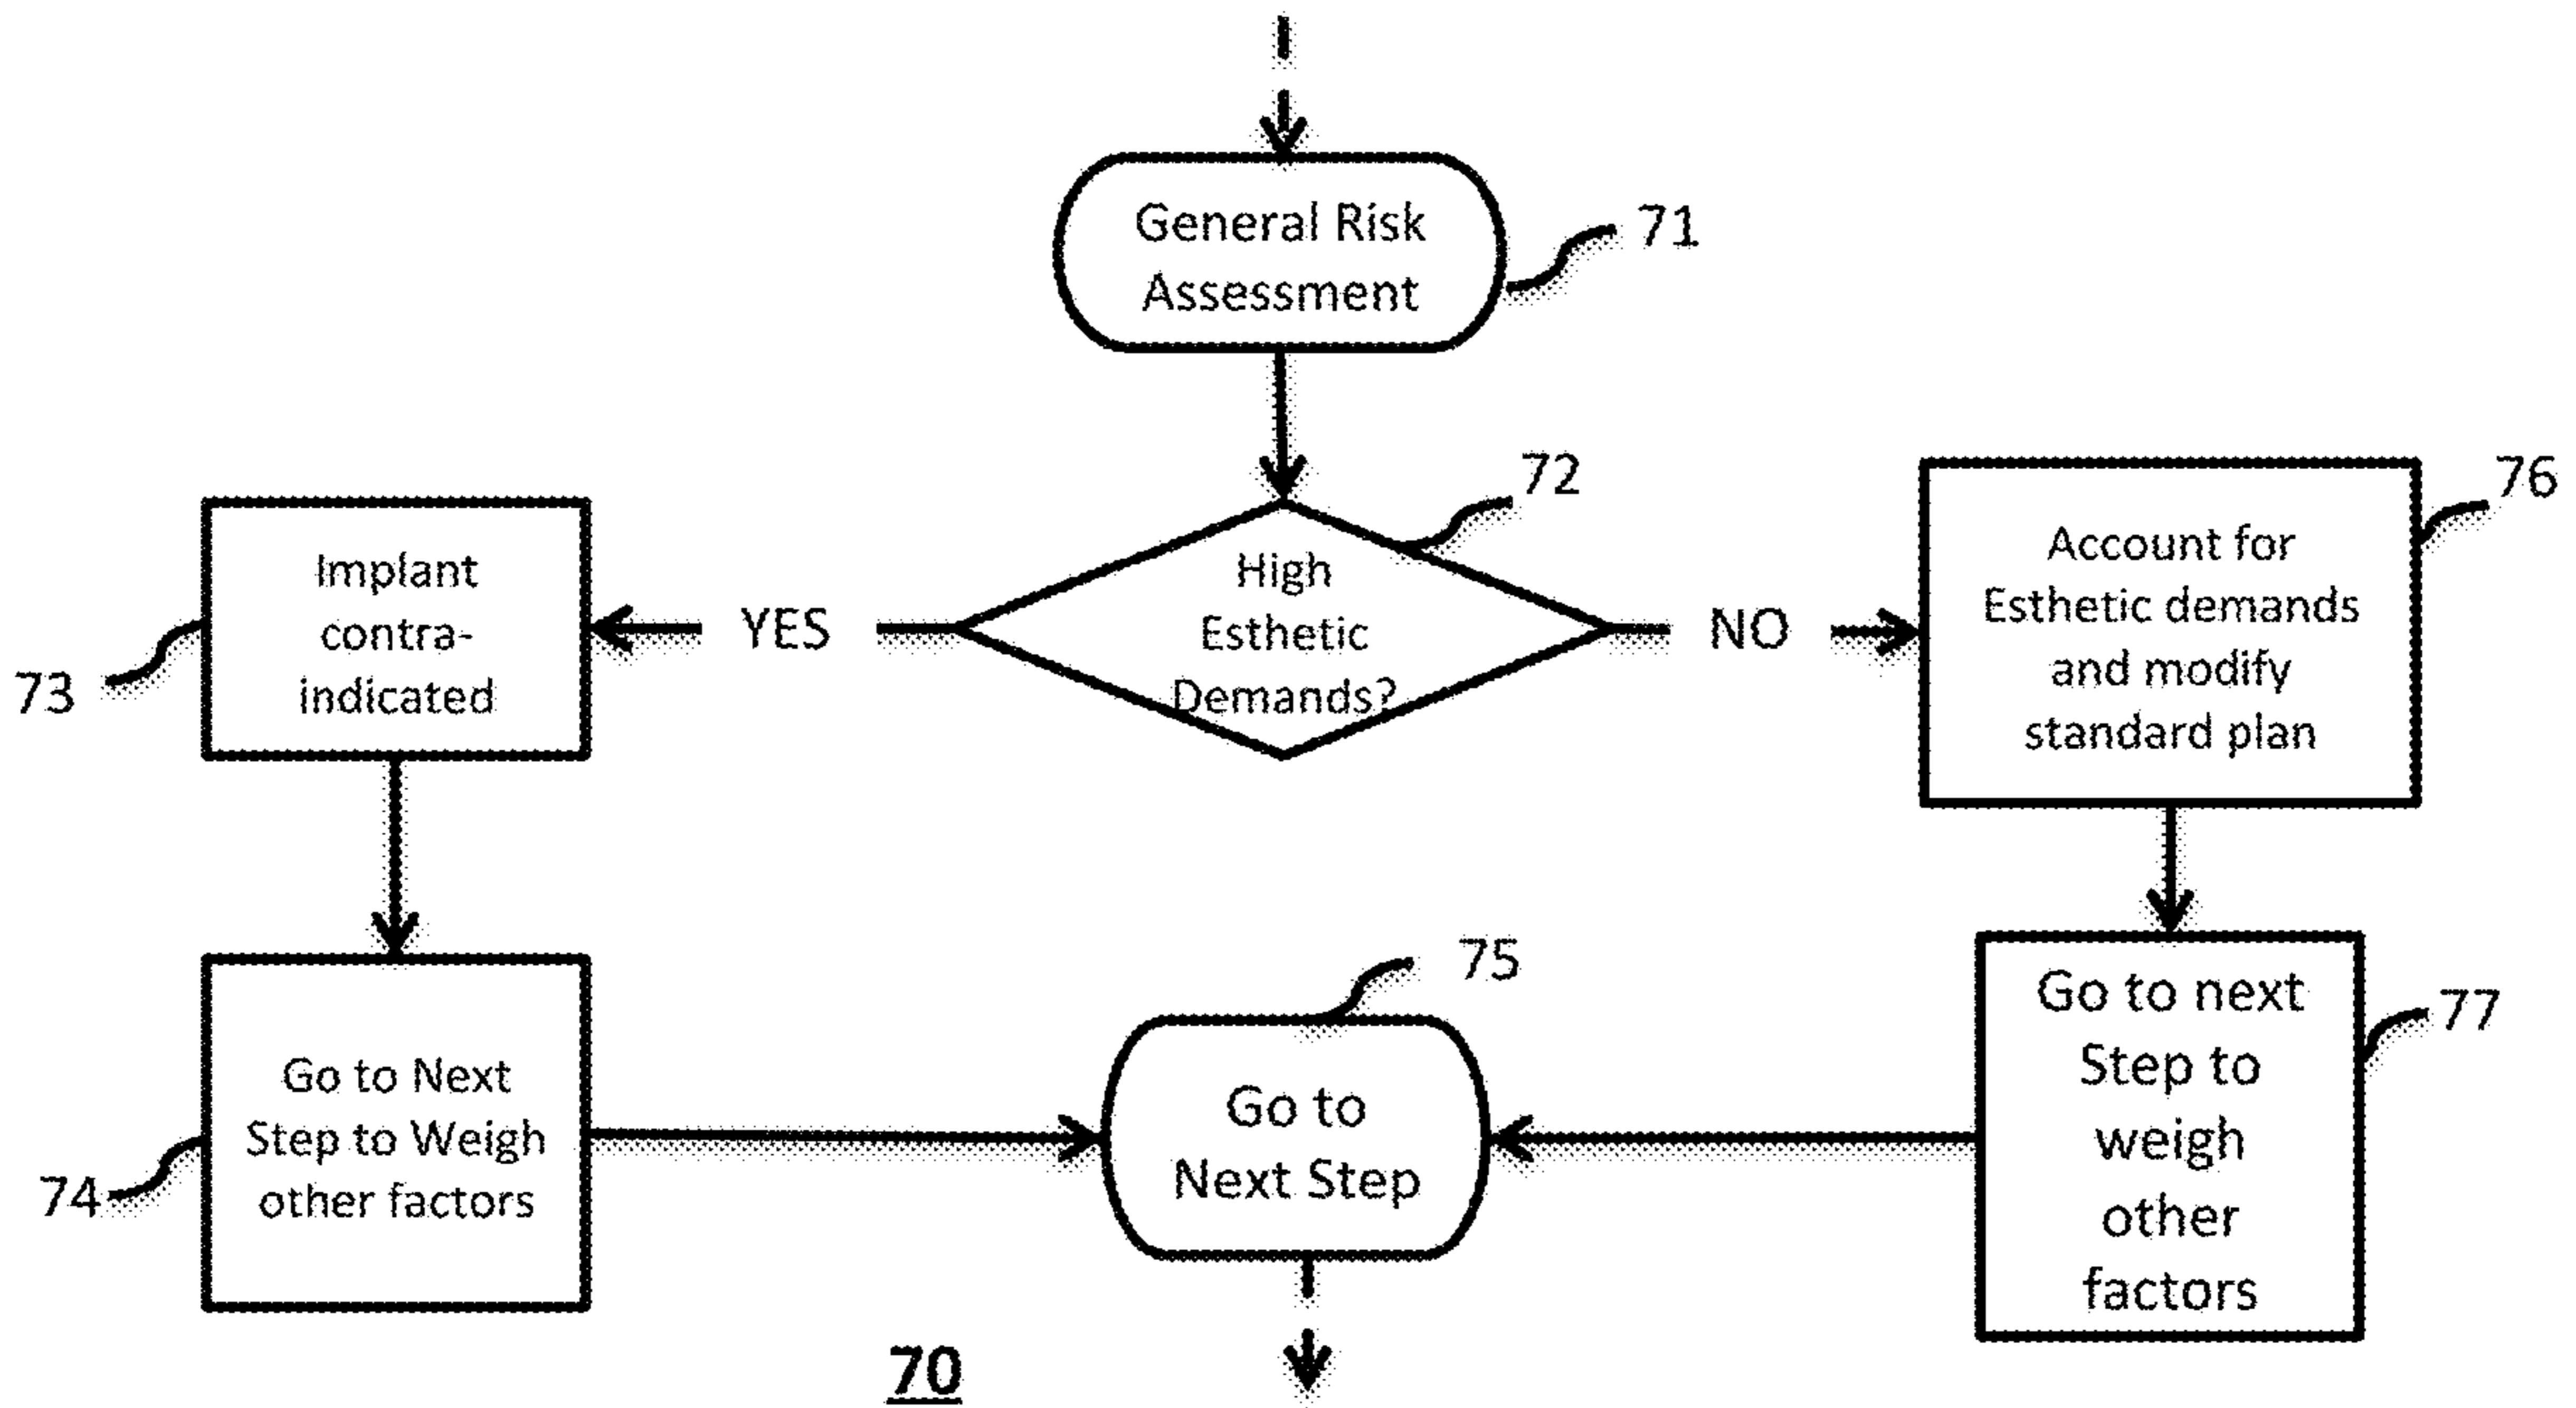 General Risk
Assessment
71
72
High
Esthetic
Demands?
YES
NO
Implant
contra-
indicated
73
Account for
Esthetic demands
and modify
standard plan
76
Go to Next
Step to Weigh
other factors
74
75
Go to
Next Step
Go to next
Step to
weigh
other
factors
77
70